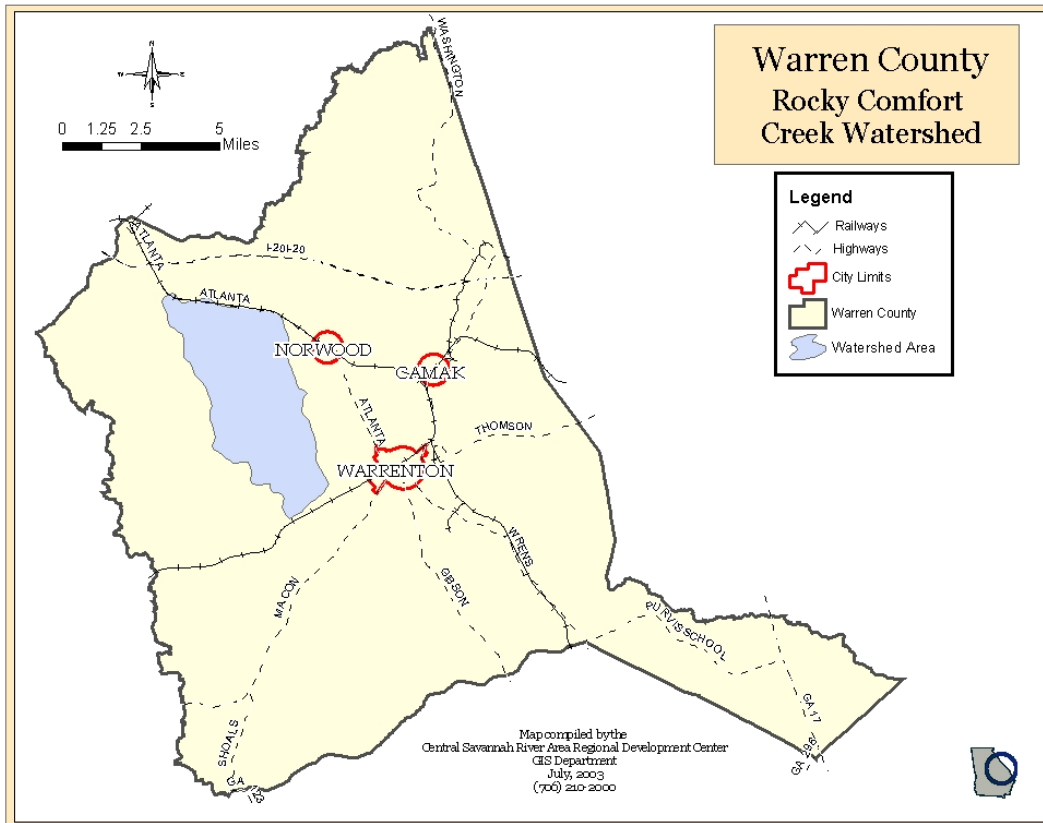 Warren County
Rocky Comfort
Creek Watershed
N
W E
S
0 1.25 2.5 5
Miles
Legend
Railways
Highways
City Limits
Warren County
Watershed Area
WASHINGTON
ATLANTA
I-20I-20
ATLANTA
NORWOOD
CAMAK
ATLANTA
THOMSON
WARRENTON
WRENS
MACON
GIBSON
PURVIS SCHOOL
GA 17
SHOALS
GA 296
GA 123
Map compiled by the
Central Savannah River Area Regional Development Center
GIS Department
July, 2003
(706) 210-2000